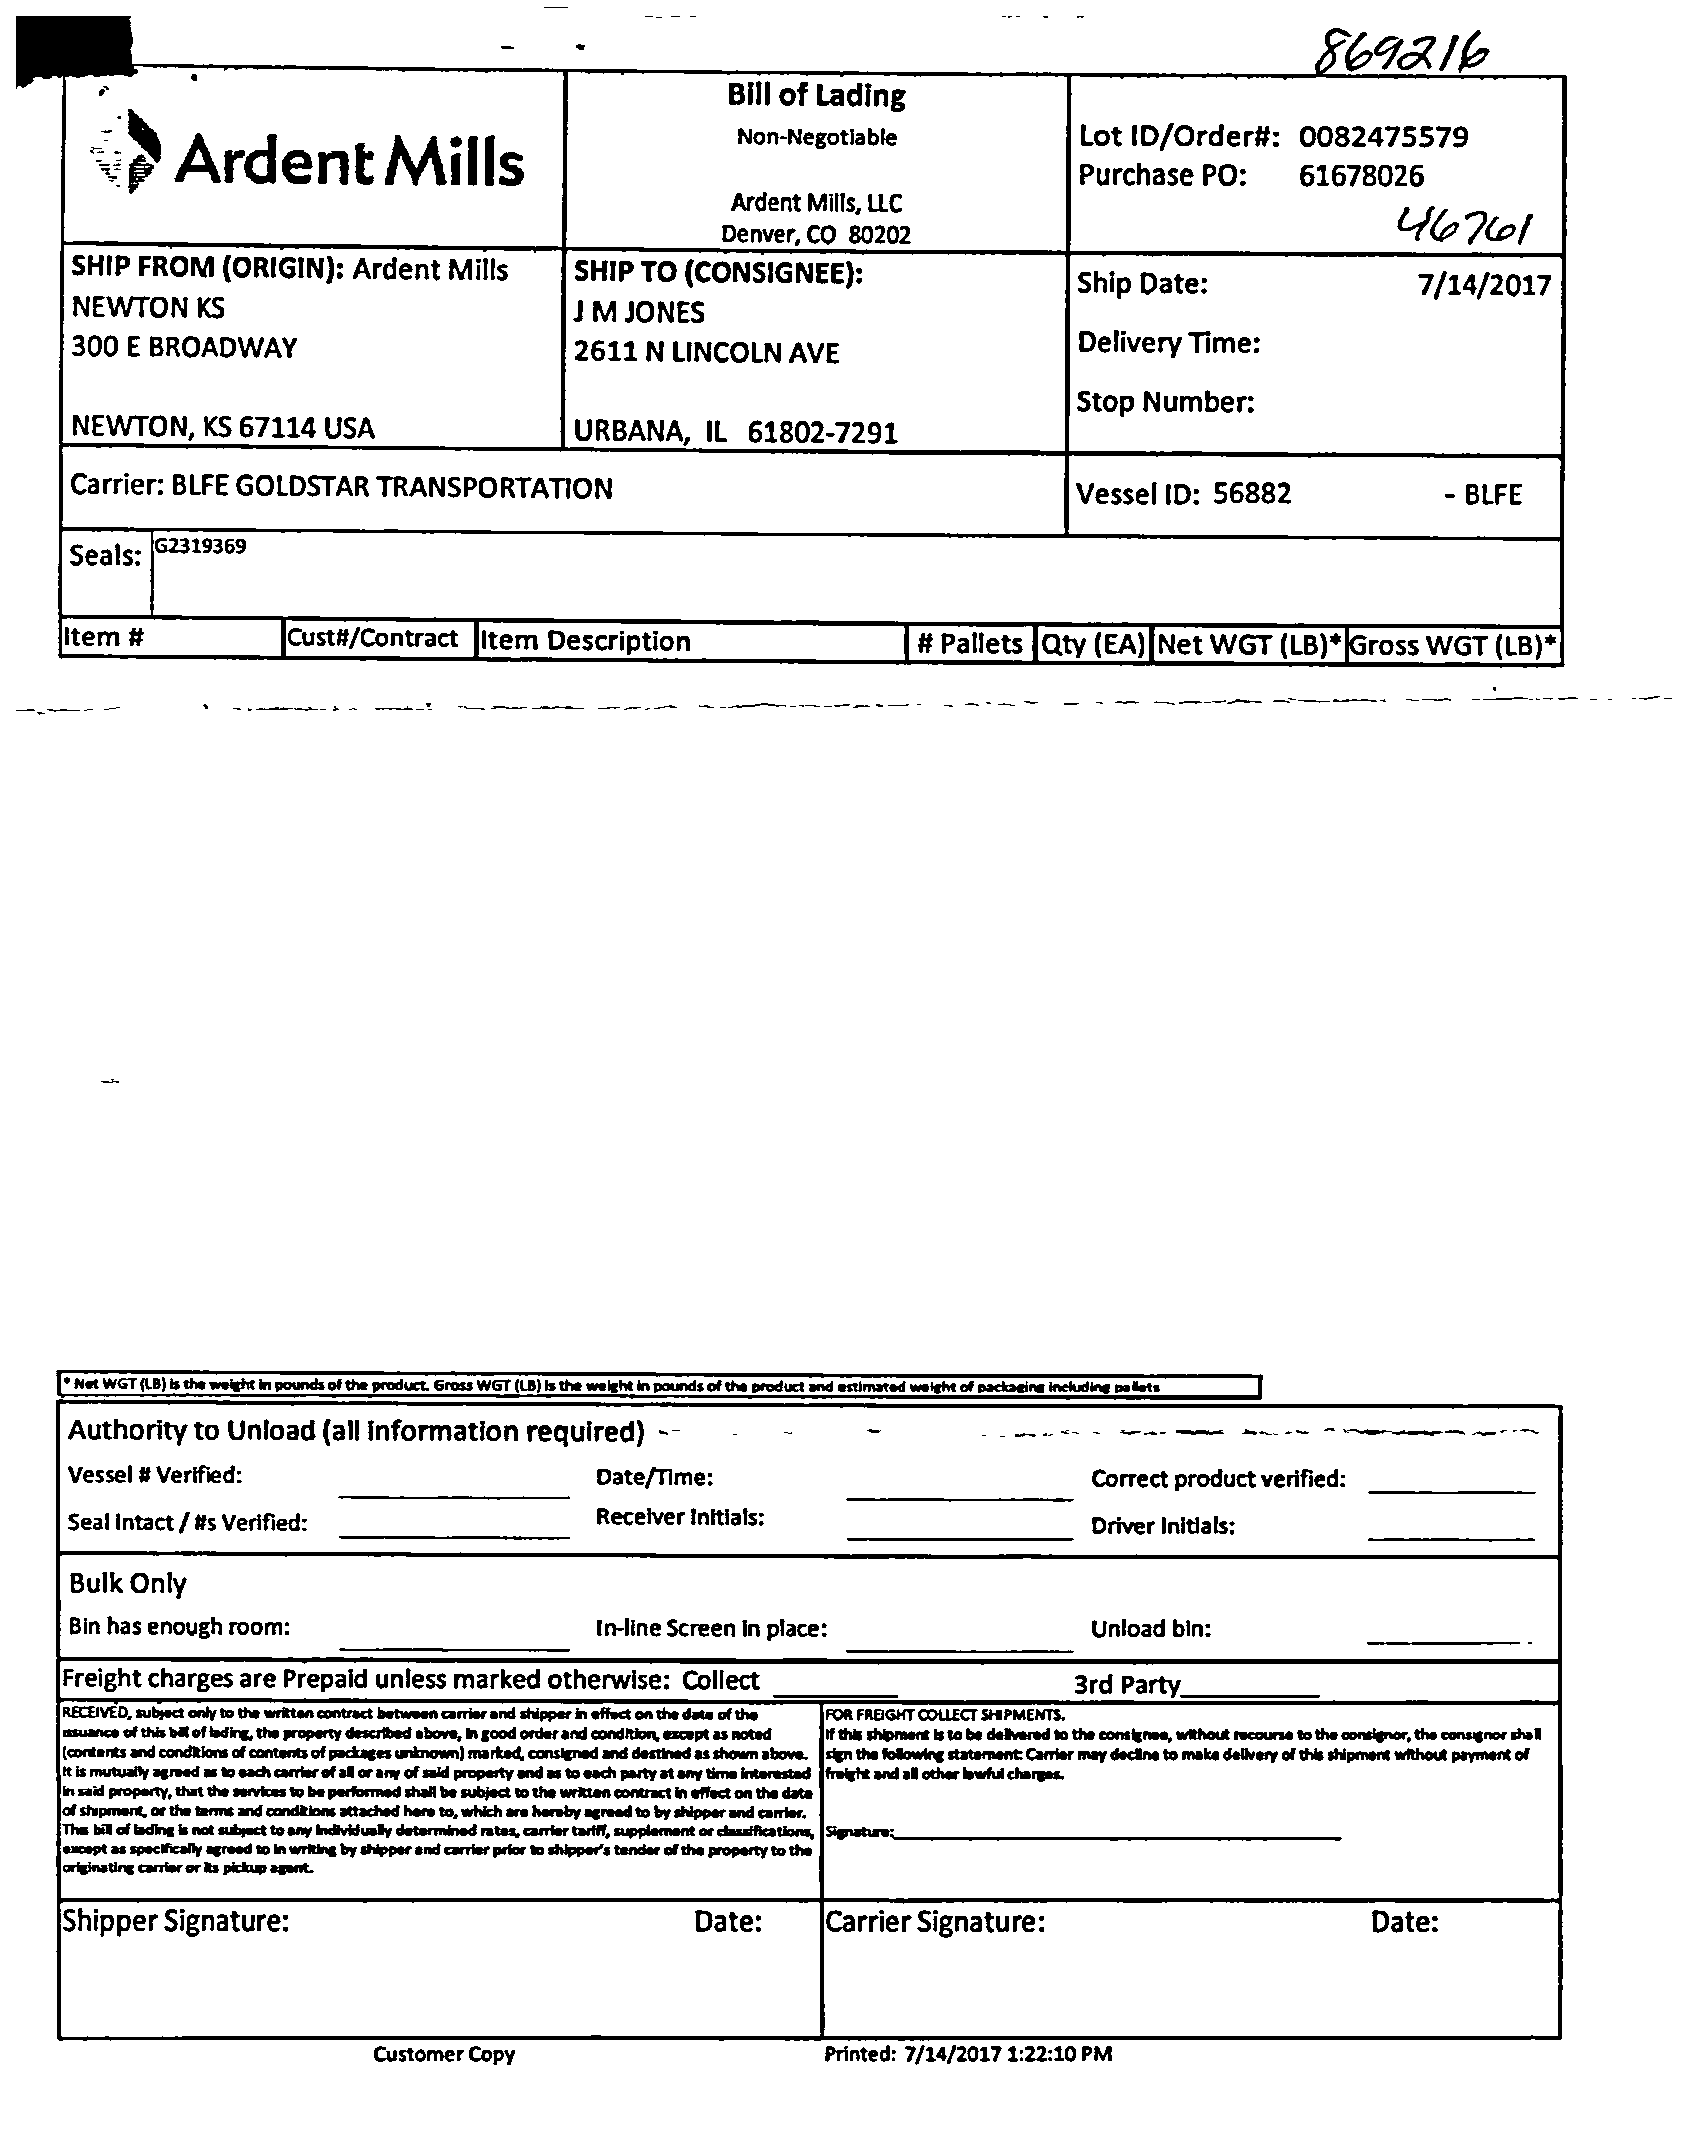 869216
Ardent Mills
Bill of Lading
Non-Negotiable
Ardent Mills, LLC
Denver, CO 80202
Lot ID/Order#: 0082475579
Purchase PO: 61678026
46761
SHIP FROM (ORIGIN): Ardent Mills
NEWTON KS
300 E BROADWAY
NEWTON, KS 67114 USA
SHIP TO (CONSIGNEE):
J M JONES
2611 N LINCOLN AVE
URBANA, IL 61802-7291
Ship Date: 7/14/2017
Delivery Time:
Stop Number:
Carrier: BLFE GOLDSTAR TRANSPORTATION
Vessel ID: 56882 - BLFE
Seals: G2319369
Item # Cust#/Contract Item Description # Pallets Qty (EA) Net WGT (LB)* Gross WGT (LB)*
* Net WGT (LB) is the weight in pounds of the product. Gross WGT (LB) is the weight in pounds of the product and estimated weight of packaging including pallets
Authority to Unload (all information required)
Vessel # Verified: Date/Time: Correct product verified:
Seal Intact / #s Verified: Receiver Initials: Driver Initials:
Bulk Only
Bin has enough room: In-line Screen in place: Unload bin:
Freight charges are Prepaid unless marked otherwise: Collect 3rd Party
RECEIVED, subject only to the written contract between carrier and shipper in effect on the date of the
issuance of this bill of lading, the property described above, in good order and condition, except as noted
(contents and conditions of contents of packages unknown) marked, consigned and destined as shown above.
It is mutually agreed as to each carrier of all or any of said property and as to each party at any time interested
in said property, that the services to be performed shall be subject to the written contract in effect on the date
of shipment, or the terms and conditions attached here to, which are hereby agreed to by shipper and carrier.
This bill of lading is not subject to any individually determined rates, carrier tariff, supplement or classifications,
except as specifically agreed to in writing by shipper and carrier prior to shipper's tender of the property to the
originating carrier or its pickup agent.
FOR FREIGHT COLLECT SHIPMENTS.
If this shipment is to be delivered to the consignee, without recourse to the consignor, the consignor shall
sign the following statement: Carrier may decline to make delivery of this shipment without payment of
freight and all other lawful charges.
Signature:
Shipper Signature: Date:
Carrier Signature: Date:
Customer Copy
Printed: 7/14/2017 1:22:10 PM